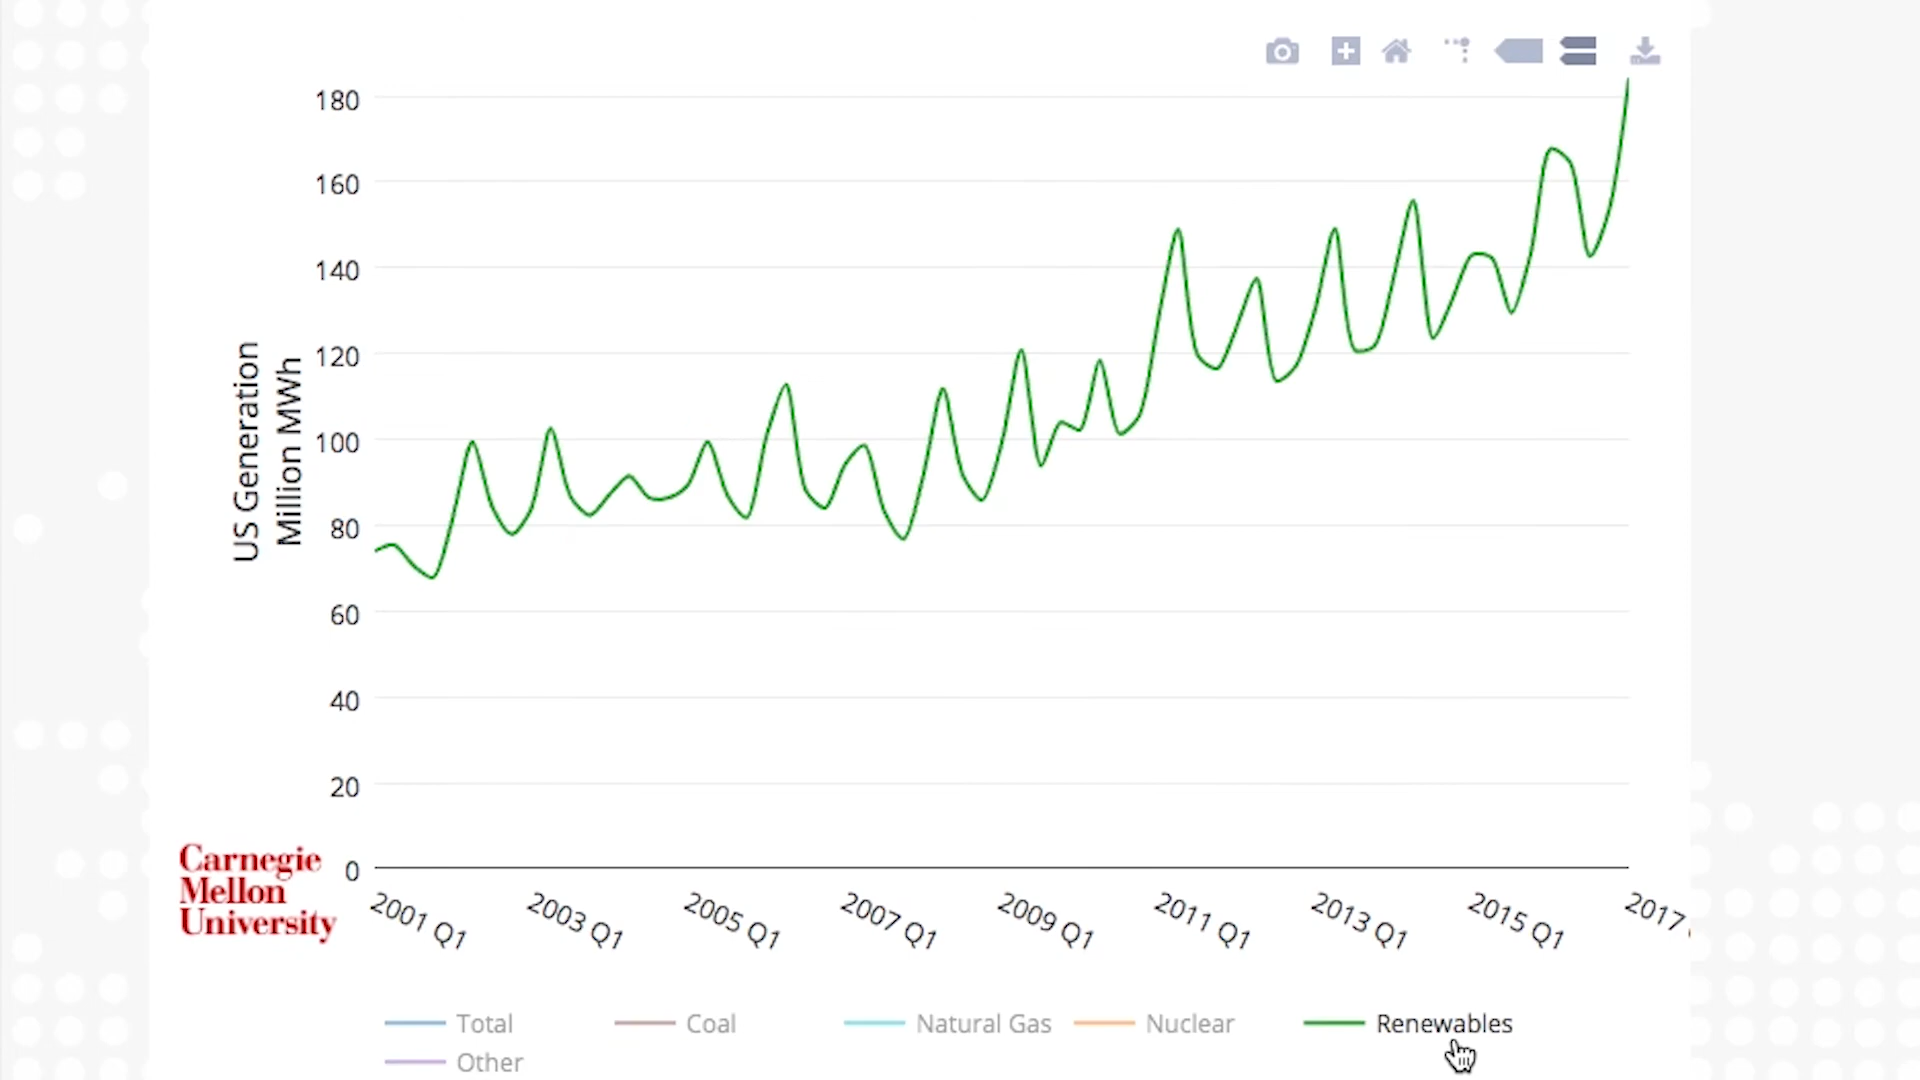 180
160
140
120
100
80
60
40
20
0
US Generation
Million MWh
Carnegie
Mellon
University
2001 Q1
2003 Q1
2005 Q1
2007 Q1
2009 Q1
2011 Q1
2013 Q1
2015 Q1
2017
Total
Coal
Natural Gas
Nuclear
Renewables
Other